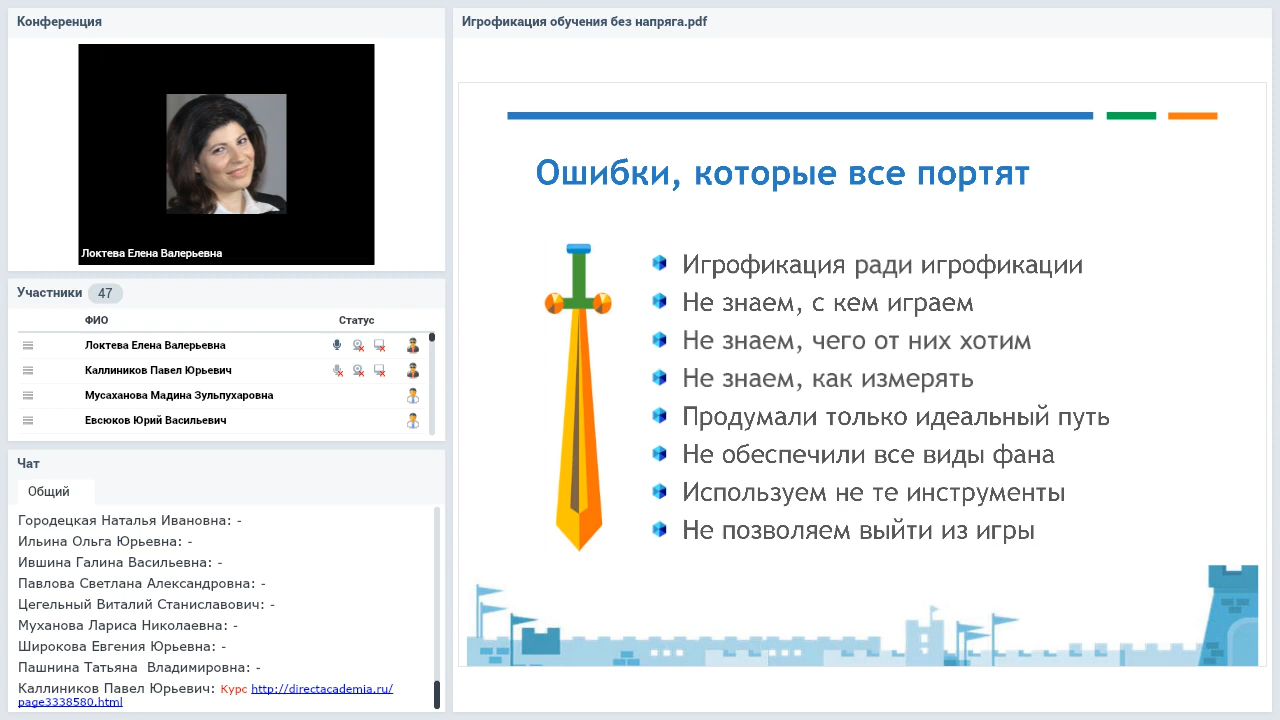 Конференция
Локтева Елена Валерьевна
Участники 47
ФИО Статус
Локтева Елена Валерьевна
Каллиников Павел Юрьевич
Мусаханова Мадина Зульпухаровна
Евсюков Юрий Васильевич
Чат
Общий
Городецкая Наталья Ивановна: -
Ильина Ольга Юрьевна: -
Ившина Галина Васильевна: -
Павлова Светлана Александровна: -
Цегельный Виталий Станиславович: -
Муханова Лариса Николаевна: -
Широкова Евгения Юрьевна: -
Пашнина Татьяна  Владимировна: -
Каллиников Павел Юрьевич: Курс http://directacademia.ru/
page3338580.html
Игрофикация обучения без напряга.pdf
Ошибки, которые все портят
Игрофикация ради игрофикации
Не знаем, с кем играем
Не знаем, чего от них хотим
Не знаем, как измерять
Продумали только идеальный путь
Не обеспечили все виды фана
Используем не те инструменты
Не позволяем выйти из игры